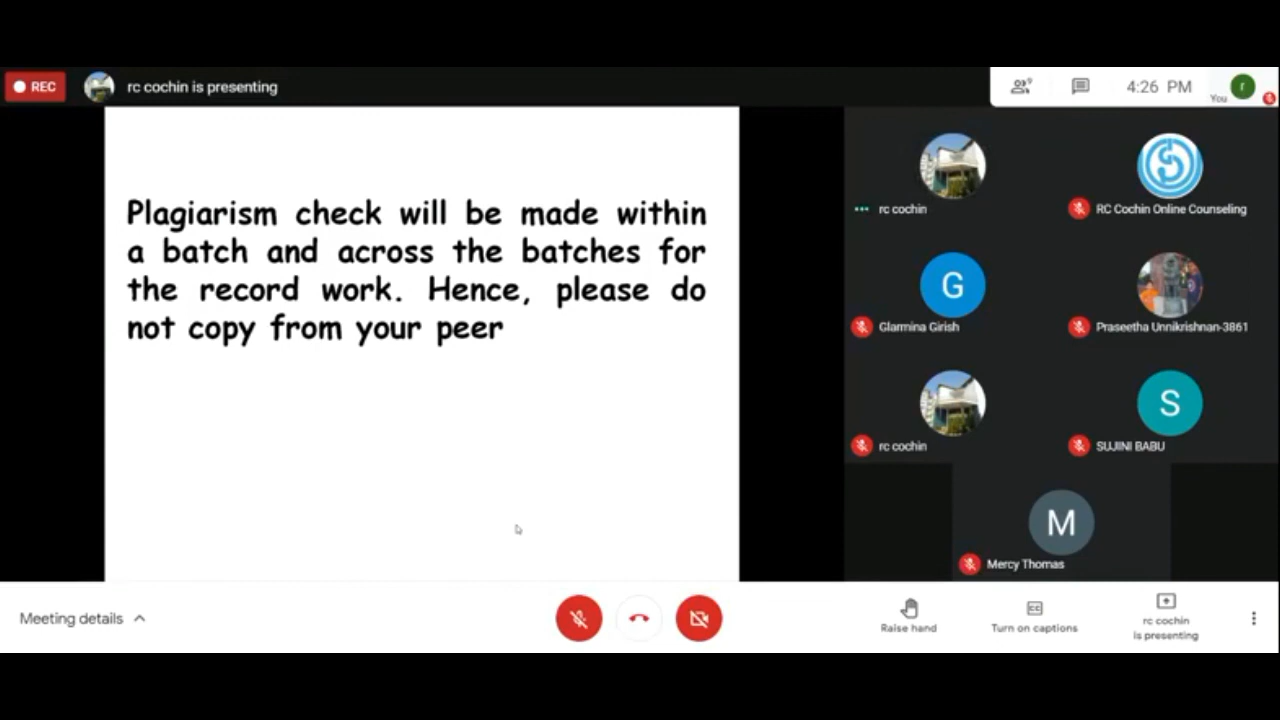 REC
rc cochin is presenting
4:26 PM
You
r
Plagiarism check will be made within
a batch and across the batches for
the record work. Hence, please do
not copy from your peer
rc cochin
RC Cochin Online Counseling
G
Glarmina Girish
Praseetha Unnikrishnan-3861
rc cochin
S
SUJINI BABU
M
Mercy Thomas
Meeting details
Raise hand
CC
Turn on captions
rc cochin
is presenting